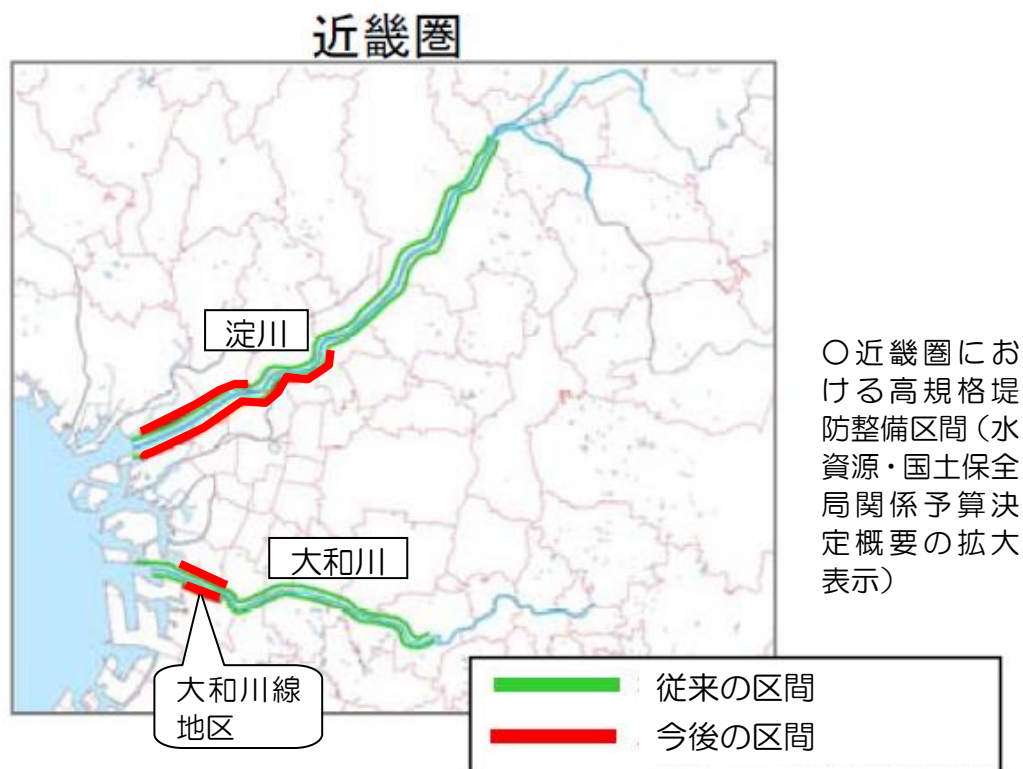 近畿圏
淀川
大和川
大和川線
地区
従来の区間
今後の区間
〇近畿圏にお
ける高規格堤
防整備区間(水
資源・国土保全
局関係予算決
定概要の拡大
表示)